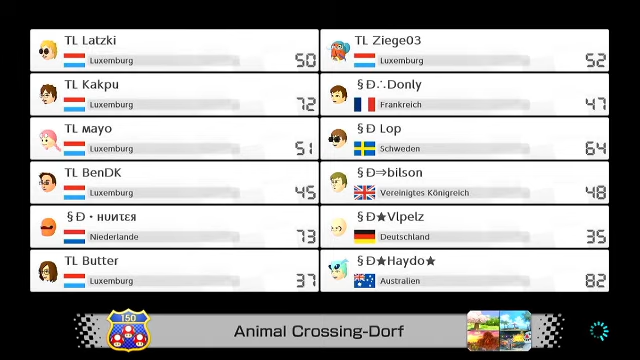 TL Latzki
Luxemburg
50
TL Kakpu
Luxemburg
72
TL мayo
Luxemburg
51
TL BenDK
Luxemburg
45
§Đ・нυиτεя
Niederlande
73
TL Butter
Luxemburg
37
TL Ziege03
Luxemburg
52
§Đ∴Donly
Frankreich
47
§Đ Lop
Schweden
64
§Đ⇒bilson
Vereinigtes Königreich
48
§Đ★Vlpelz
Deutschland
35
§Đ★Haydo★
Australien
82
150
Animal Crossing-Dorf